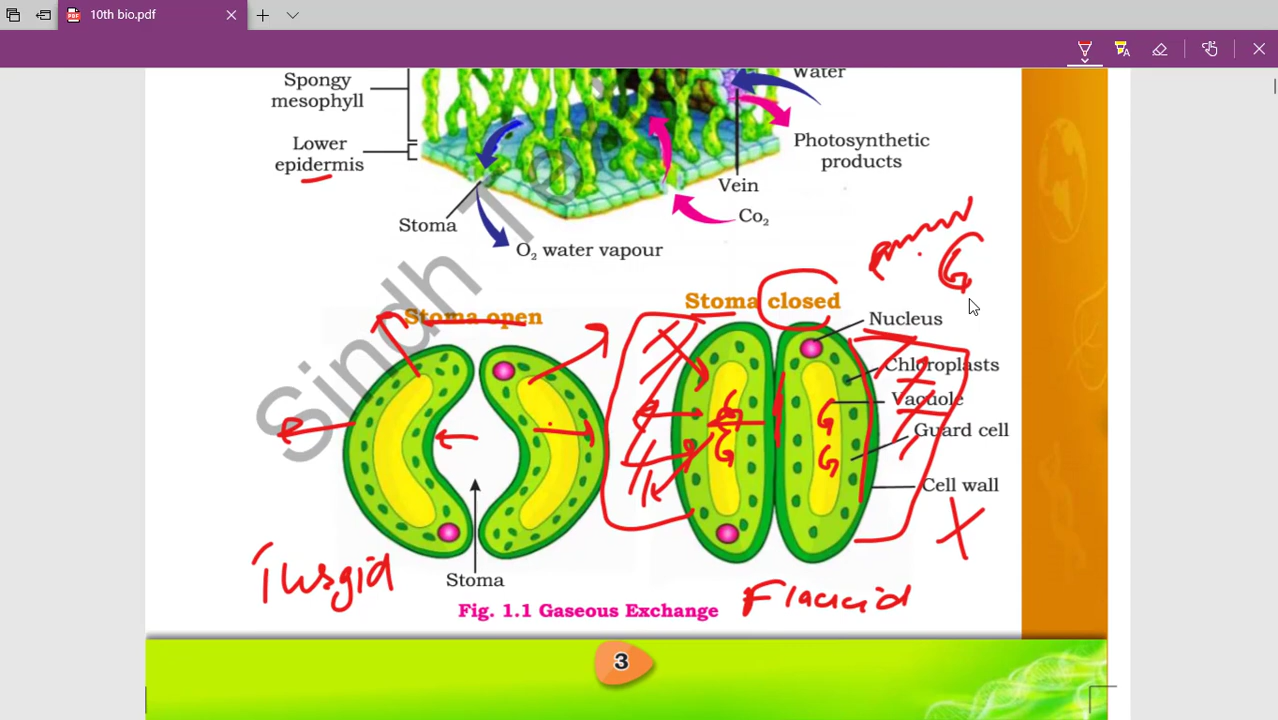 10th bio.pdf
Spongy
mesophyll
Lower
epidermis
Water
Photosynthetic
products
Vein
Stoma
Co₂
O₂ water vapour
Sindh T
G
Stoma open
Stoma closed
Nucleus
Chloroplasts
Vacuole
Guard cell
Cell wall
G
G
G
G
Turgid
Stoma
Flaccid
Fig. 1.1 Gaseous Exchange
3